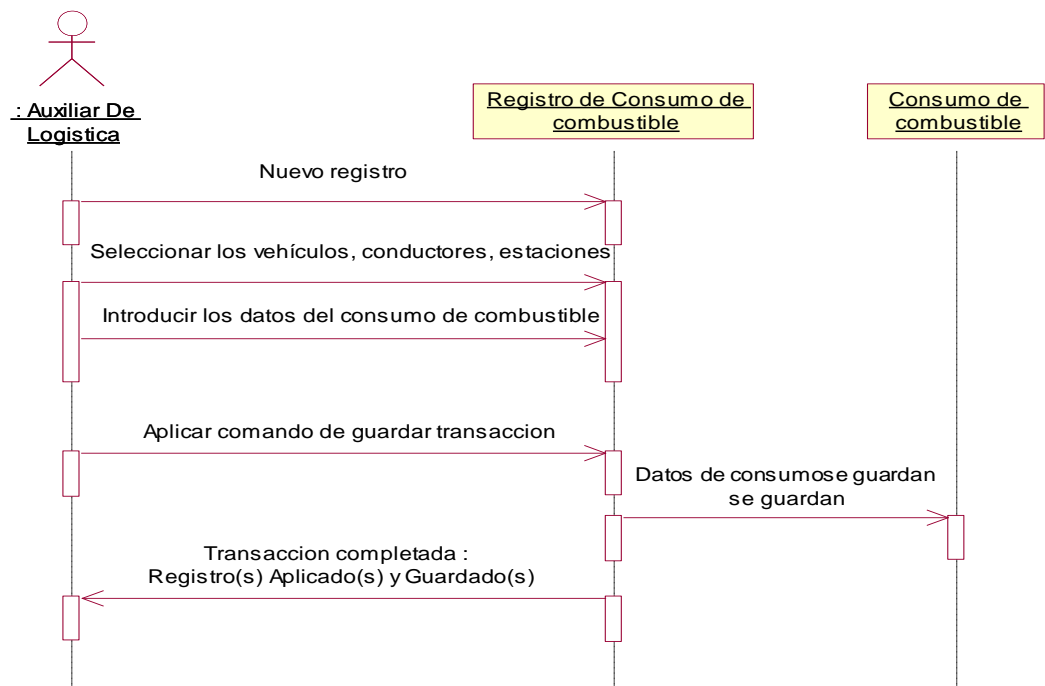 : Auxiliar De
Logistica
Registro de Consumo de
combustible
Consumo de
combustible
Nuevo registro
Seleccionar los vehículos, conductores, estaciones
Introducir los datos del consumo de combustible
Aplicar comando de guardar transaccion
Datos de consumose guardan
se guardan
Transaccion completada :
Registro(s) Aplicado(s) y Guardado(s)